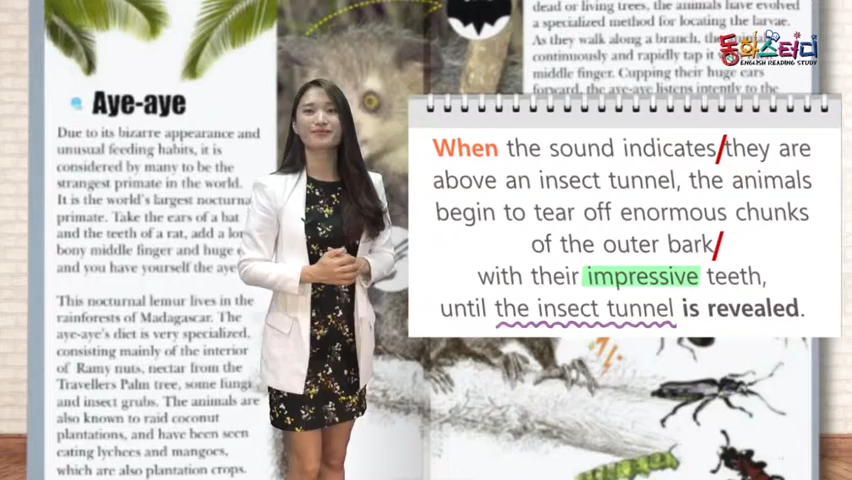 Aye-aye
Due to its bizarre appearance and
unusual feeding habits, it is
considered by many to be the
strangest primate in the world.
It is the world's largest nocturnal
primate. Take the ears of a bat
and the teeth of a rat, add a
bony middle finger and huge
and you have yourself the aye
This nocturnal lemur lives in the
rainforests of Madagascar. The
aye-aye's diet is very specialized,
consisting mainly of the interior
of Ramy nuts, nectar from the
Travellers Palm tree, some fungi
and insect grubs. The animals are
also known to raid coconut
plantations, and have been seen
eating lychees and mangoes,
which are also plantation crops.
dead or living trees, the animals have evolved
a specialized method for locating the larvae.
As they walk along a branch, the
continuously and rapidly tap it
middle finger. Cupping their huge ears
forward, the aye-aye listens intently to the
동화스터디
ENGLISH READING STUDY
When the sound indicates/they are
above an insect tunnel, the animals
begin to tear off enormous chunks
of the outer bark/
with their impressive teeth,
until the insect tunnel is revealed.